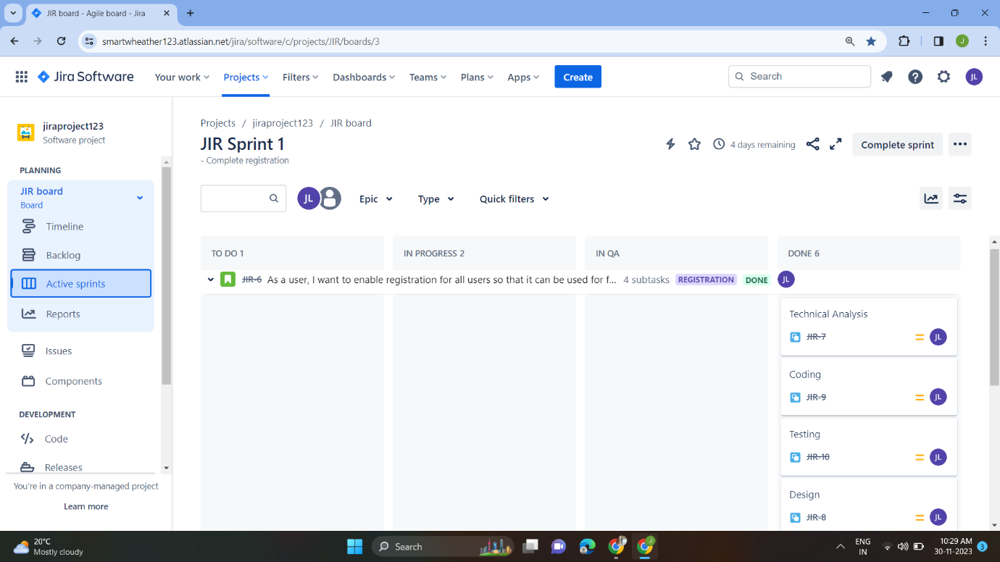 JIR board - Agile board - Jira
smartwheather123.atlassian.net/jira/software/c/projects/JIR/boards/3
J
Jira Software
Your work
Projects
Filters
Dashboards
Teams
Plans
Apps
Create
Search
JL
jiraproject123
Software project
PLANNING
JIR board
Board
Timeline
Backlog
Active sprints
Reports
Issues
Components
DEVELOPMENT
Code
Releases
You're in a company-managed project
Learn more
Projects / jiraproject123 / JIR board
JIR Sprint 1
- Complete registration
4 days remaining
Complete sprint
JL
Epic
Type
Quick filters
TO DO 1
IN PROGRESS 2
IN QA
DONE 6
JIR-6 As a user, I want to enable registration for all users so that it can be used for f... 4 subtasks REGISTRATION DONE JL
Technical Analysis
JIR-7 JL
Coding
JIR-9 JL
Testing
JIR-10 JL
Design
JIR-8 JL
20°C
Mostly cloudy
Search
J
ENG
IN
10:29 AM
30-11-2023
3